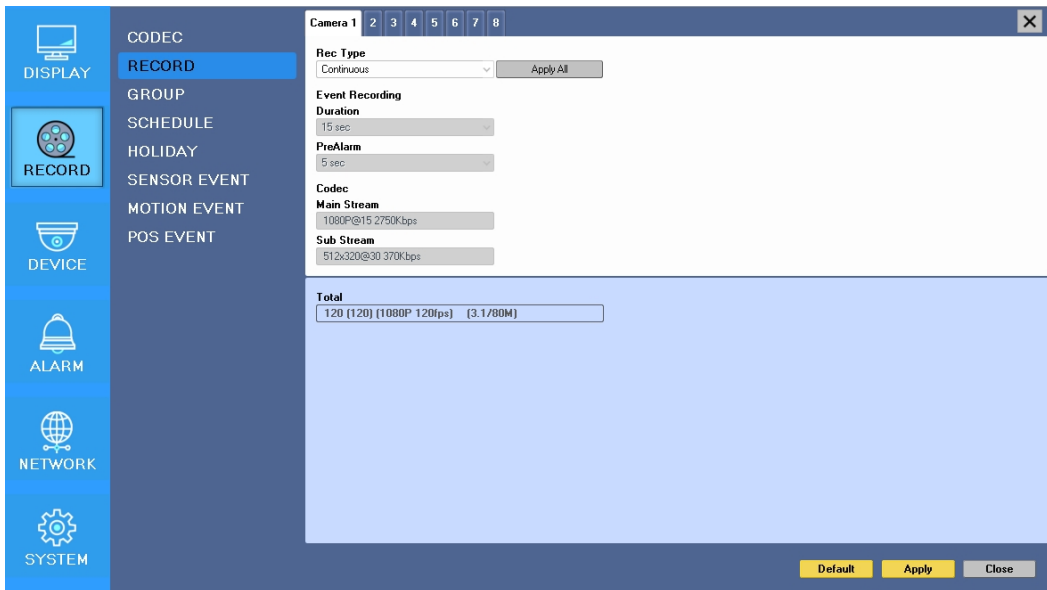 DISPLAY
RECORD
DEVICE
ALARM
NETWORK
SYSTEM
CODEC
RECORD
GROUP
SCHEDULE
HOLIDAY
SENSOR EVENT
MOTION EVENT
POS EVENT
Camera 1 2 3 4 5 6 7 8
Rec Type
Continuous Apply All
Event Recording
Duration
15 sec
PreAlarm
5 sec
Codec
Main Stream
1080P@15 2750Kbps
Sub Stream
512x320@30 370Kbps
Total
120 (120) (1080P 120fps) (3.1/80M)
Default Apply Close